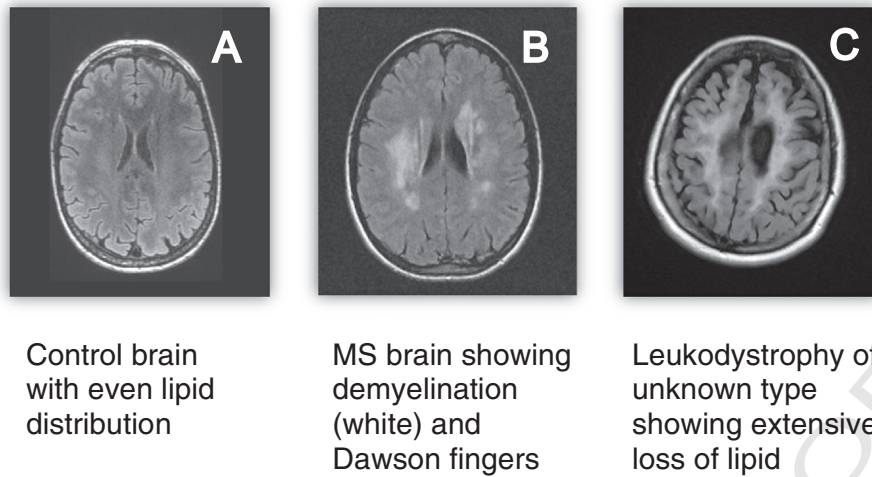 A
B
C
Control brain
with even lipid
distribution
MS brain showing
demyelination
(white) and
Dawson fingers
Leukodystrophy of
unknown type
showing extensive
loss of lipid